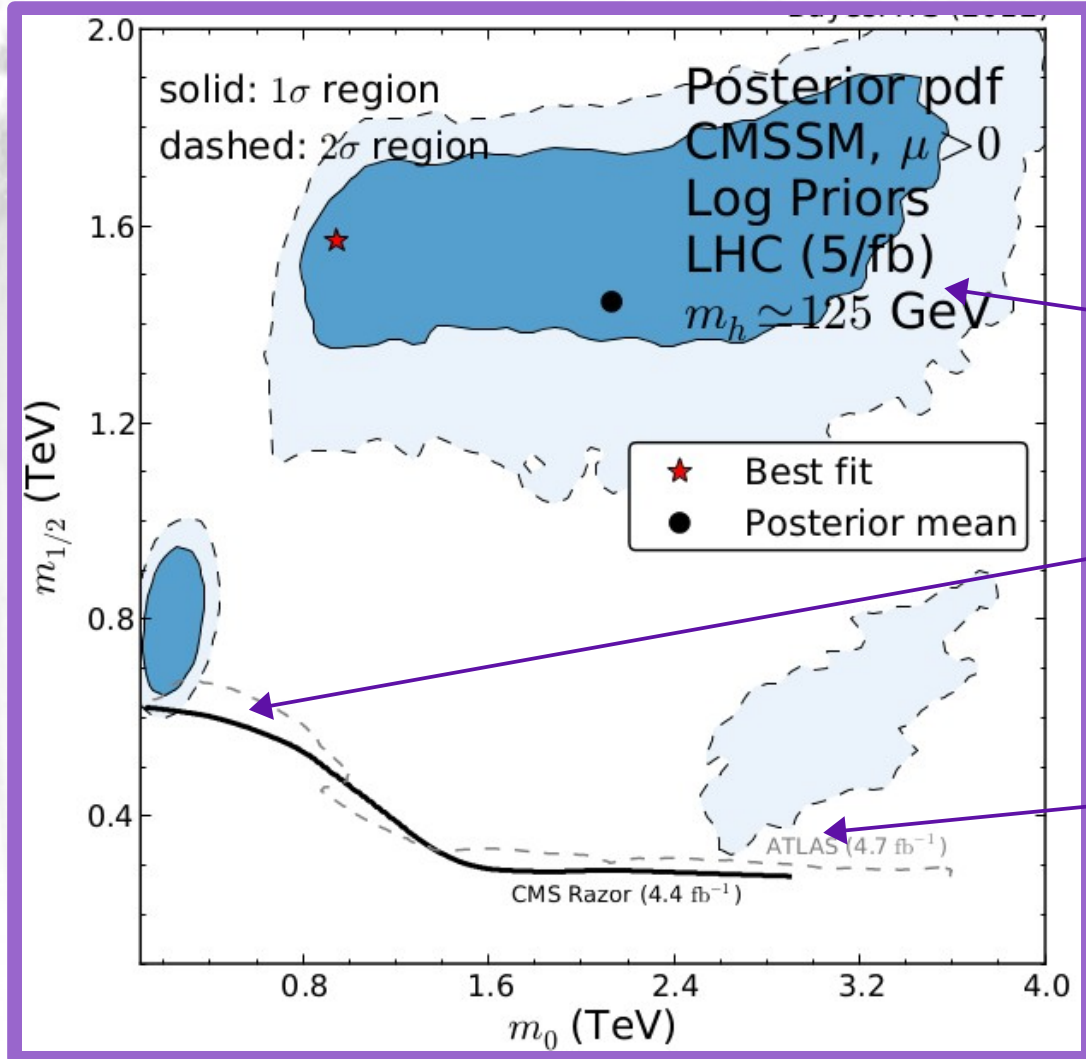 2.0
solid: 1σ region
dashed: 2σ region
Posterior pdf
CMSSM, μ >0
Log Priors
LHC (5/fb)
m_h ≃125 GeV
1.6
1.2
0.8
0.4
m_{1/2} (TeV)
Best fit
Posterior mean
ATLAS (4.7 fb⁻¹)
CMS Razor (4.4 fb⁻¹)
0.8 1.6 2.4 3.2 4.0
m₀ (TeV)